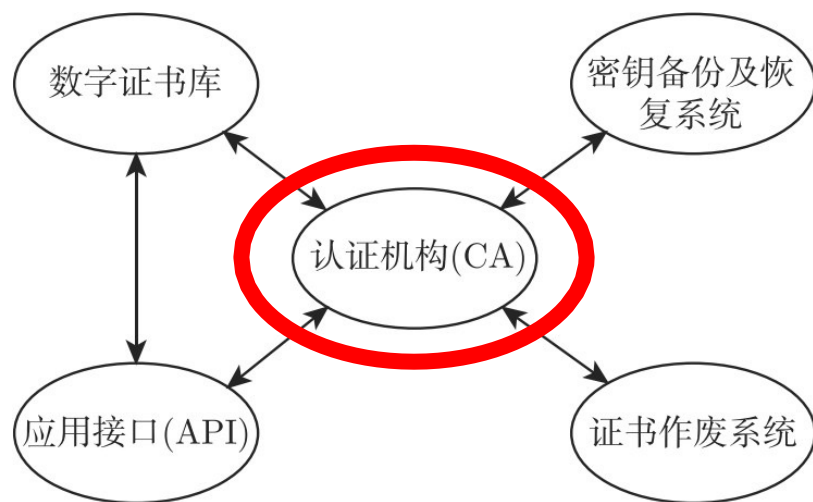 数字证书库
密钥备份及恢
复系统
认证机构(CA)
应用接口(API)
证书作废系统